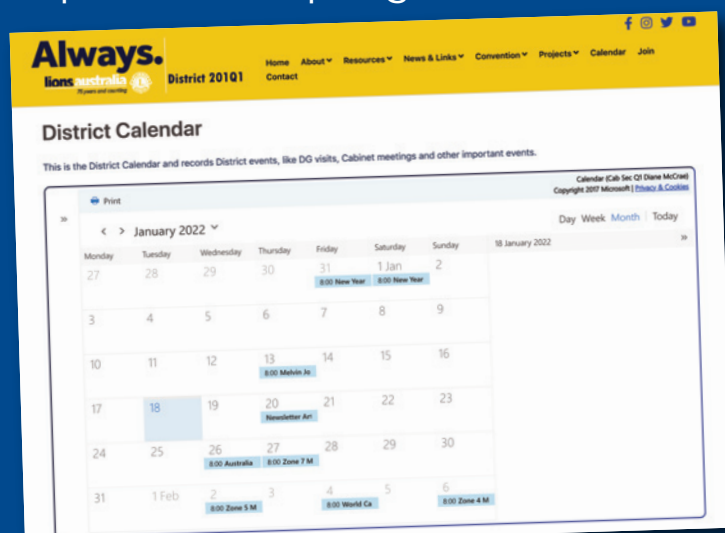 Always.
lions australia
75 years and counting
District 201Q1
Home About Resources News & Links Convention Projects Calendar Join
Contact
District Calendar
This is the District Calendar and records District events, like DG visits, Cabinet meetings and other important events.
Calendar (Cab Sec Q1 Diane McCrae)
Copyright 2017 Microsoft | Privacy & Cookies
Print
January 2022
Day Week Month Today
Monday Tuesday Wednesday Thursday Friday Saturday Sunday
18 January 2022
27 28 29 30 31 1 Jan 2
8:00 New Year 8:00 New Year
3 4 5 6 7 8 9
10 11 12 13 14 15 16
8:00 Melvin Jo
17 18 19 20 21 22 23
Newsletter Art
24 25 26 27 28 29 30
8:00 Australia 8:00 Zone 7 M
31 1 Feb 2 3 4 5 6
8:00 Zone 5 M 8:00 World Ca 8:00 Zone 4 M